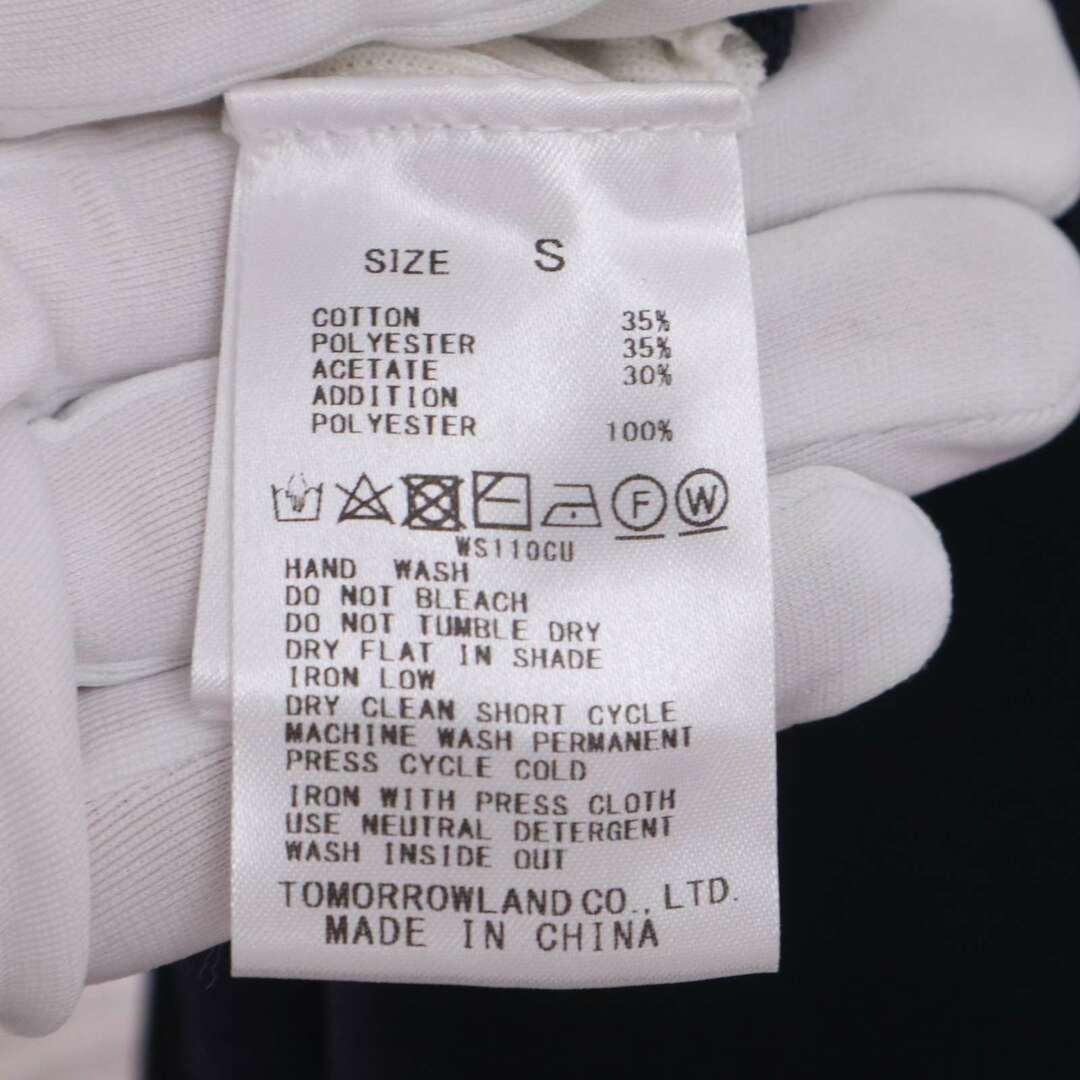 SIZE S
COTTON 35%
POLYESTER 35%
ACETATE 30%
ADDITION
POLYESTER 100%
F W
WS110CU
HAND WASH
DO NOT BLEACH
DO NOT TUMBLE DRY
DRY FLAT IN SHADE
IRON LOW
DRY CLEAN SHORT CYCLE
MACHINE WASH PERMANENT
PRESS CYCLE COLD
IRON WITH PRESS CLOTH
USE NEUTRAL DETERGENT
WASH INSIDE OUT
TOMORROWLAND CO., LTD.
MADE IN CHINA